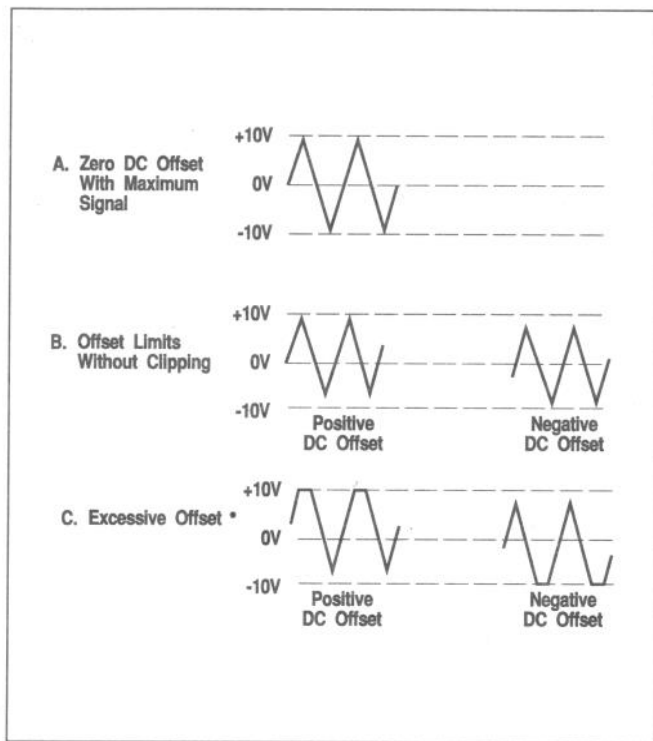 +10V
A. Zero DC Offset
With Maximum
Signal
0V
-10V
+10V
B. Offset Limits
Without Clipping
0V
-10V
Positive
DC Offset
Negative
DC Offset
+10V
C. Excessive Offset *
0V
-10V
Positive
DC Offset
Negative
DC Offset